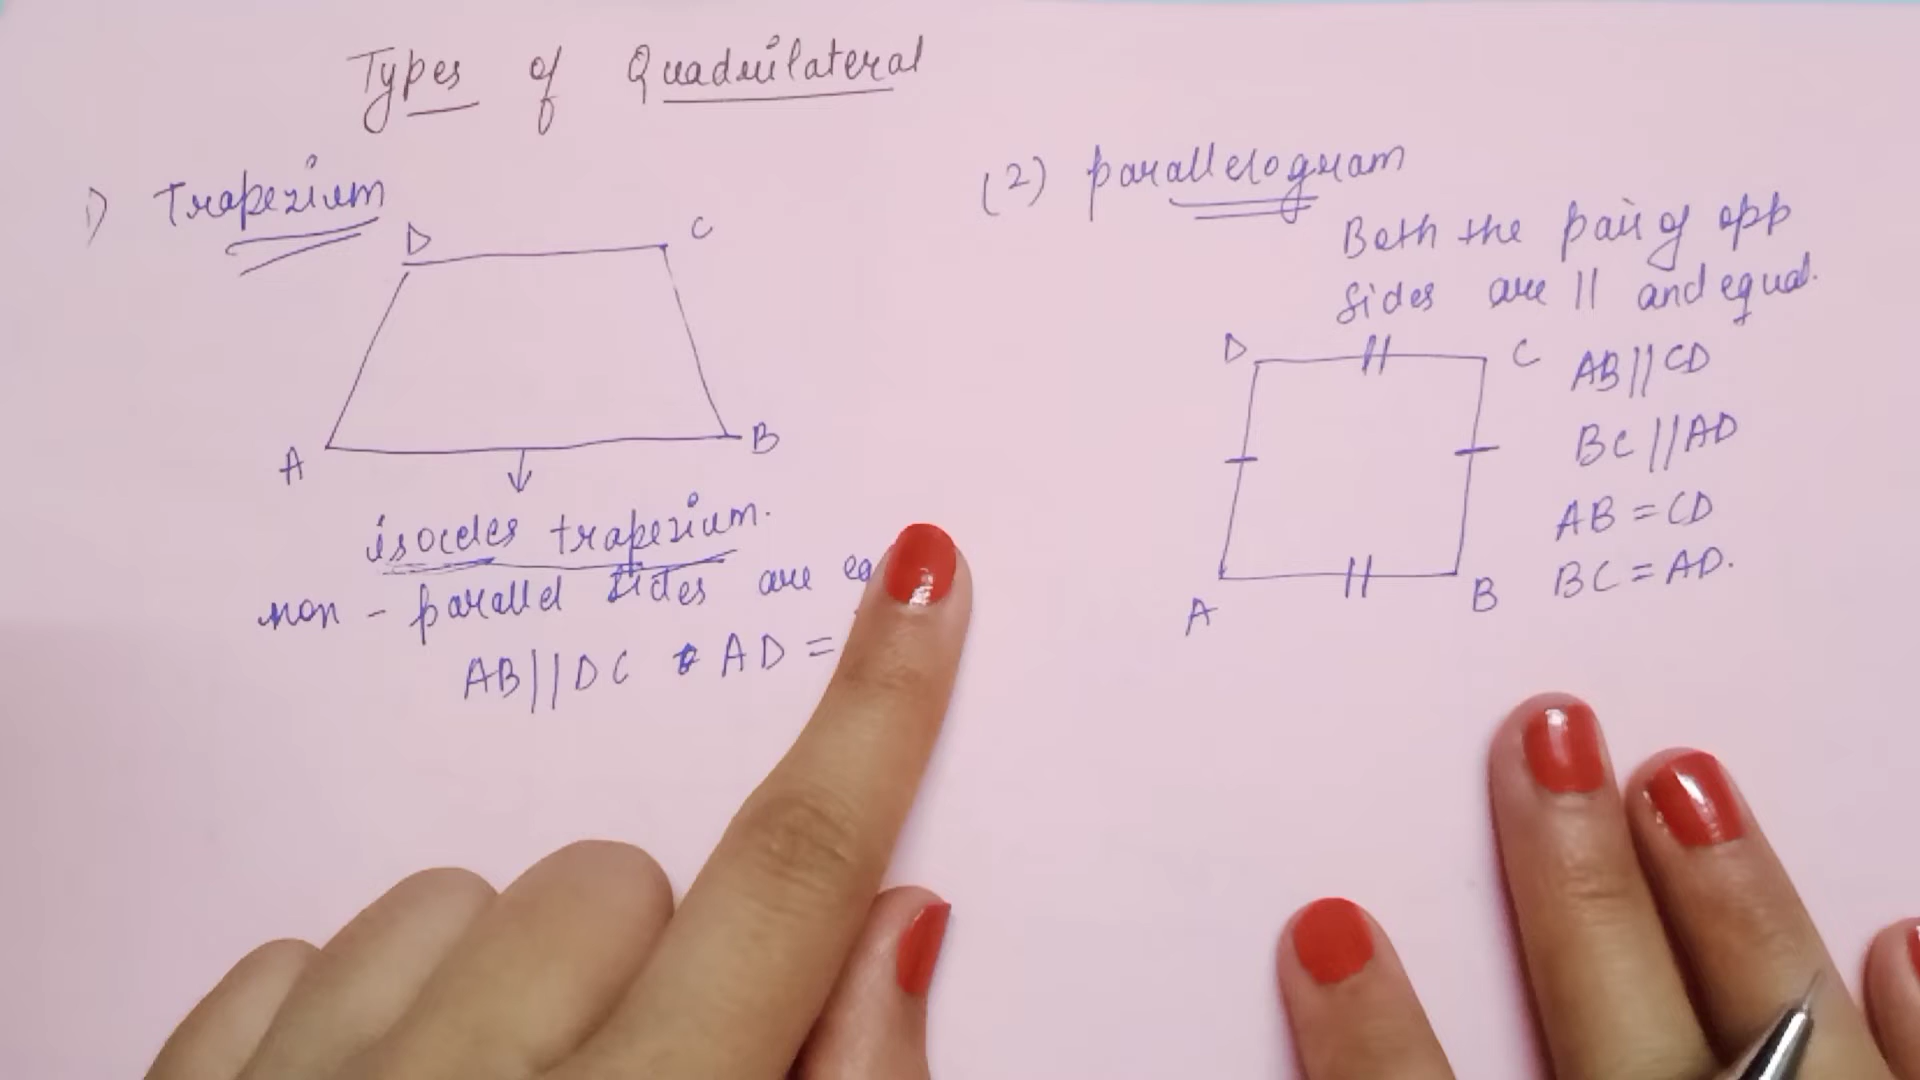 Types of Quadrilateral
1) Trapezium
D C
A B
isoceles trapezium.
non - parallel sides are
AB||DC & AD =
(2) parallelogram
Both the pair of opp
sides are || and equal.
D C
A B
AB||CD
BC||AD
AB = CD
BC = AD.